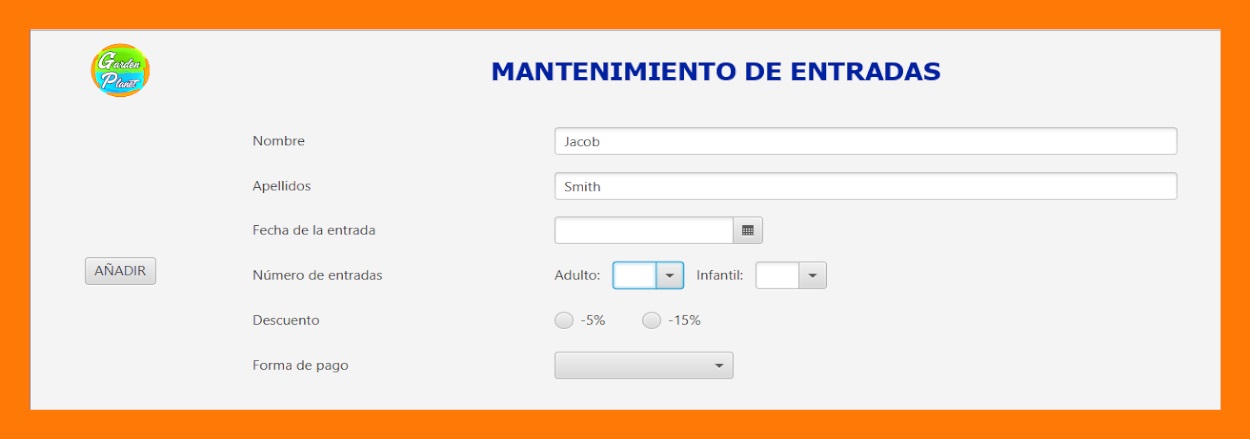 Garden
Planet
MANTENIMIENTO DE ENTRADAS
Nombre Jacob
Apellidos Smith
Fecha de la entrada
AÑADIR
Número de entradas Adulto: Infantil:
Descuento -5% -15%
Forma de pago